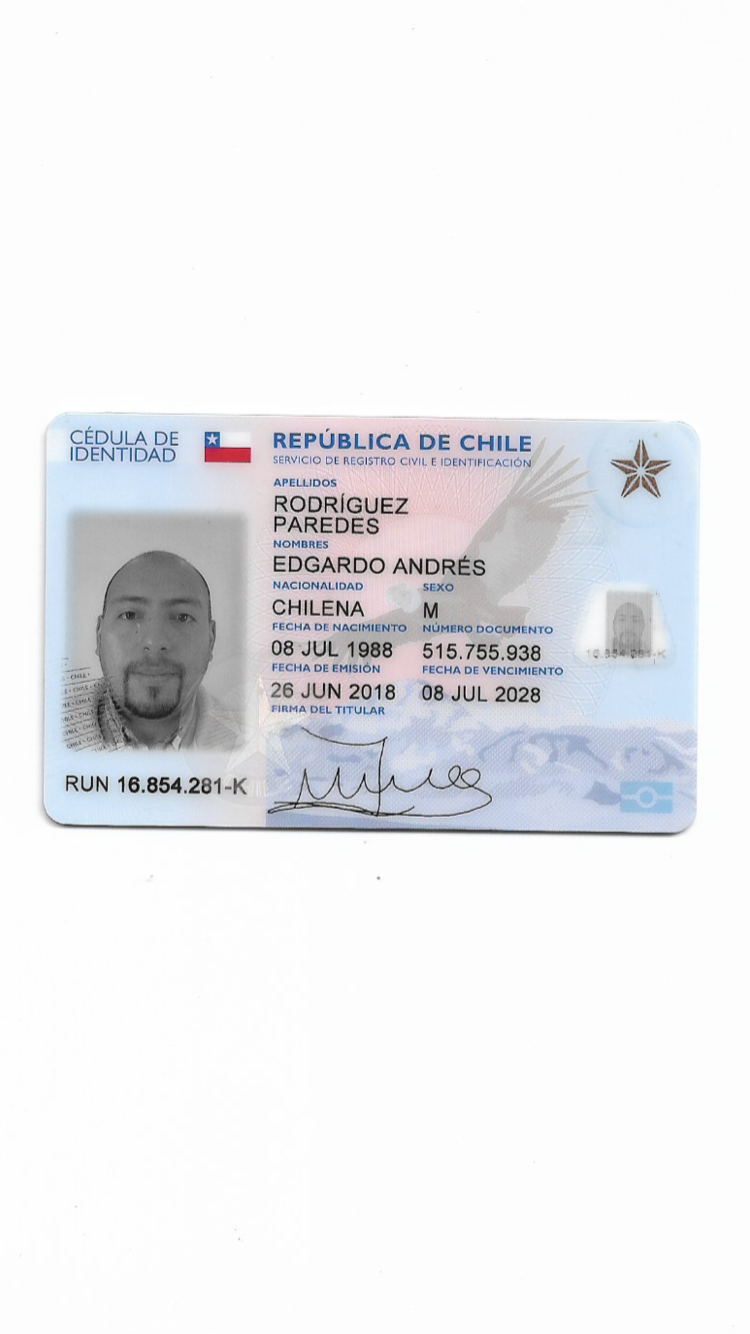 CÉDULA DE
IDENTIDAD
REPÚBLICA DE CHILE
SERVICIO DE REGISTRO CIVIL E IDENTIFICACIÓN
APELLIDOS
RODRÍGUEZ
PAREDES
NOMBRES
EDGARDO ANDRÉS
NACIONALIDAD SEXO
CHILENA M
FECHA DE NACIMIENTO NÚMERO DOCUMENTO
08 JUL 1988 515.755.938
FECHA DE EMISIÓN FECHA DE VENCIMIENTO
26 JUN 2018 08 JUL 2028
FIRMA DEL TITULAR
RUN 16.854.281-K
16.854.281-K